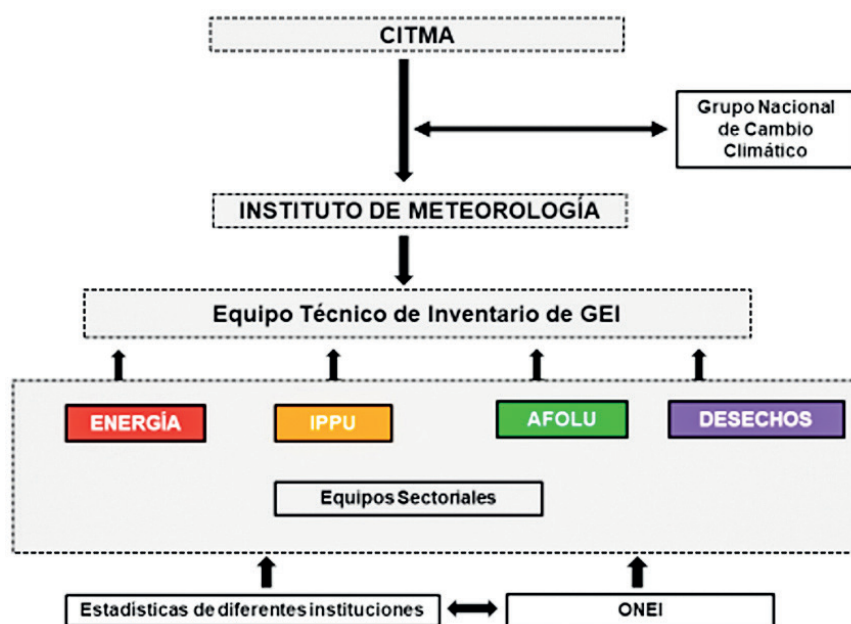 CITMA
Grupo Nacional
de Cambio
Climático
INSTITUTO DE METEOROLOGÍA
Equipo Técnico de Inventario de GEI
ENERGÍA
IPPU
AFOLU
DESECHOS
Equipos Sectoriales
Estadísticas de diferentes instituciones
ONEI